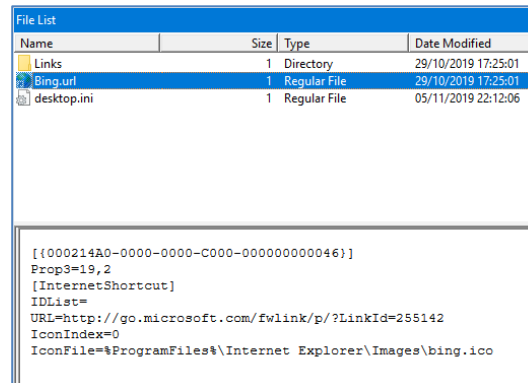 File List
Name Size Type Date Modified
Links 1 Directory 29/10/2019 17:25:01
Bing.url 1 Regular File 29/10/2019 17:25:01
desktop.ini 1 Regular File 05/11/2019 22:12:06
[{000214A0-0000-0000-C000-000000000046}]
Prop3=19,2
[InternetShortcut]
IDList=
URL=http://go.microsoft.com/fwlink/p/?LinkId=255142
IconIndex=0
IconFile=%ProgramFiles%\Internet Explorer\Images\bing.ico